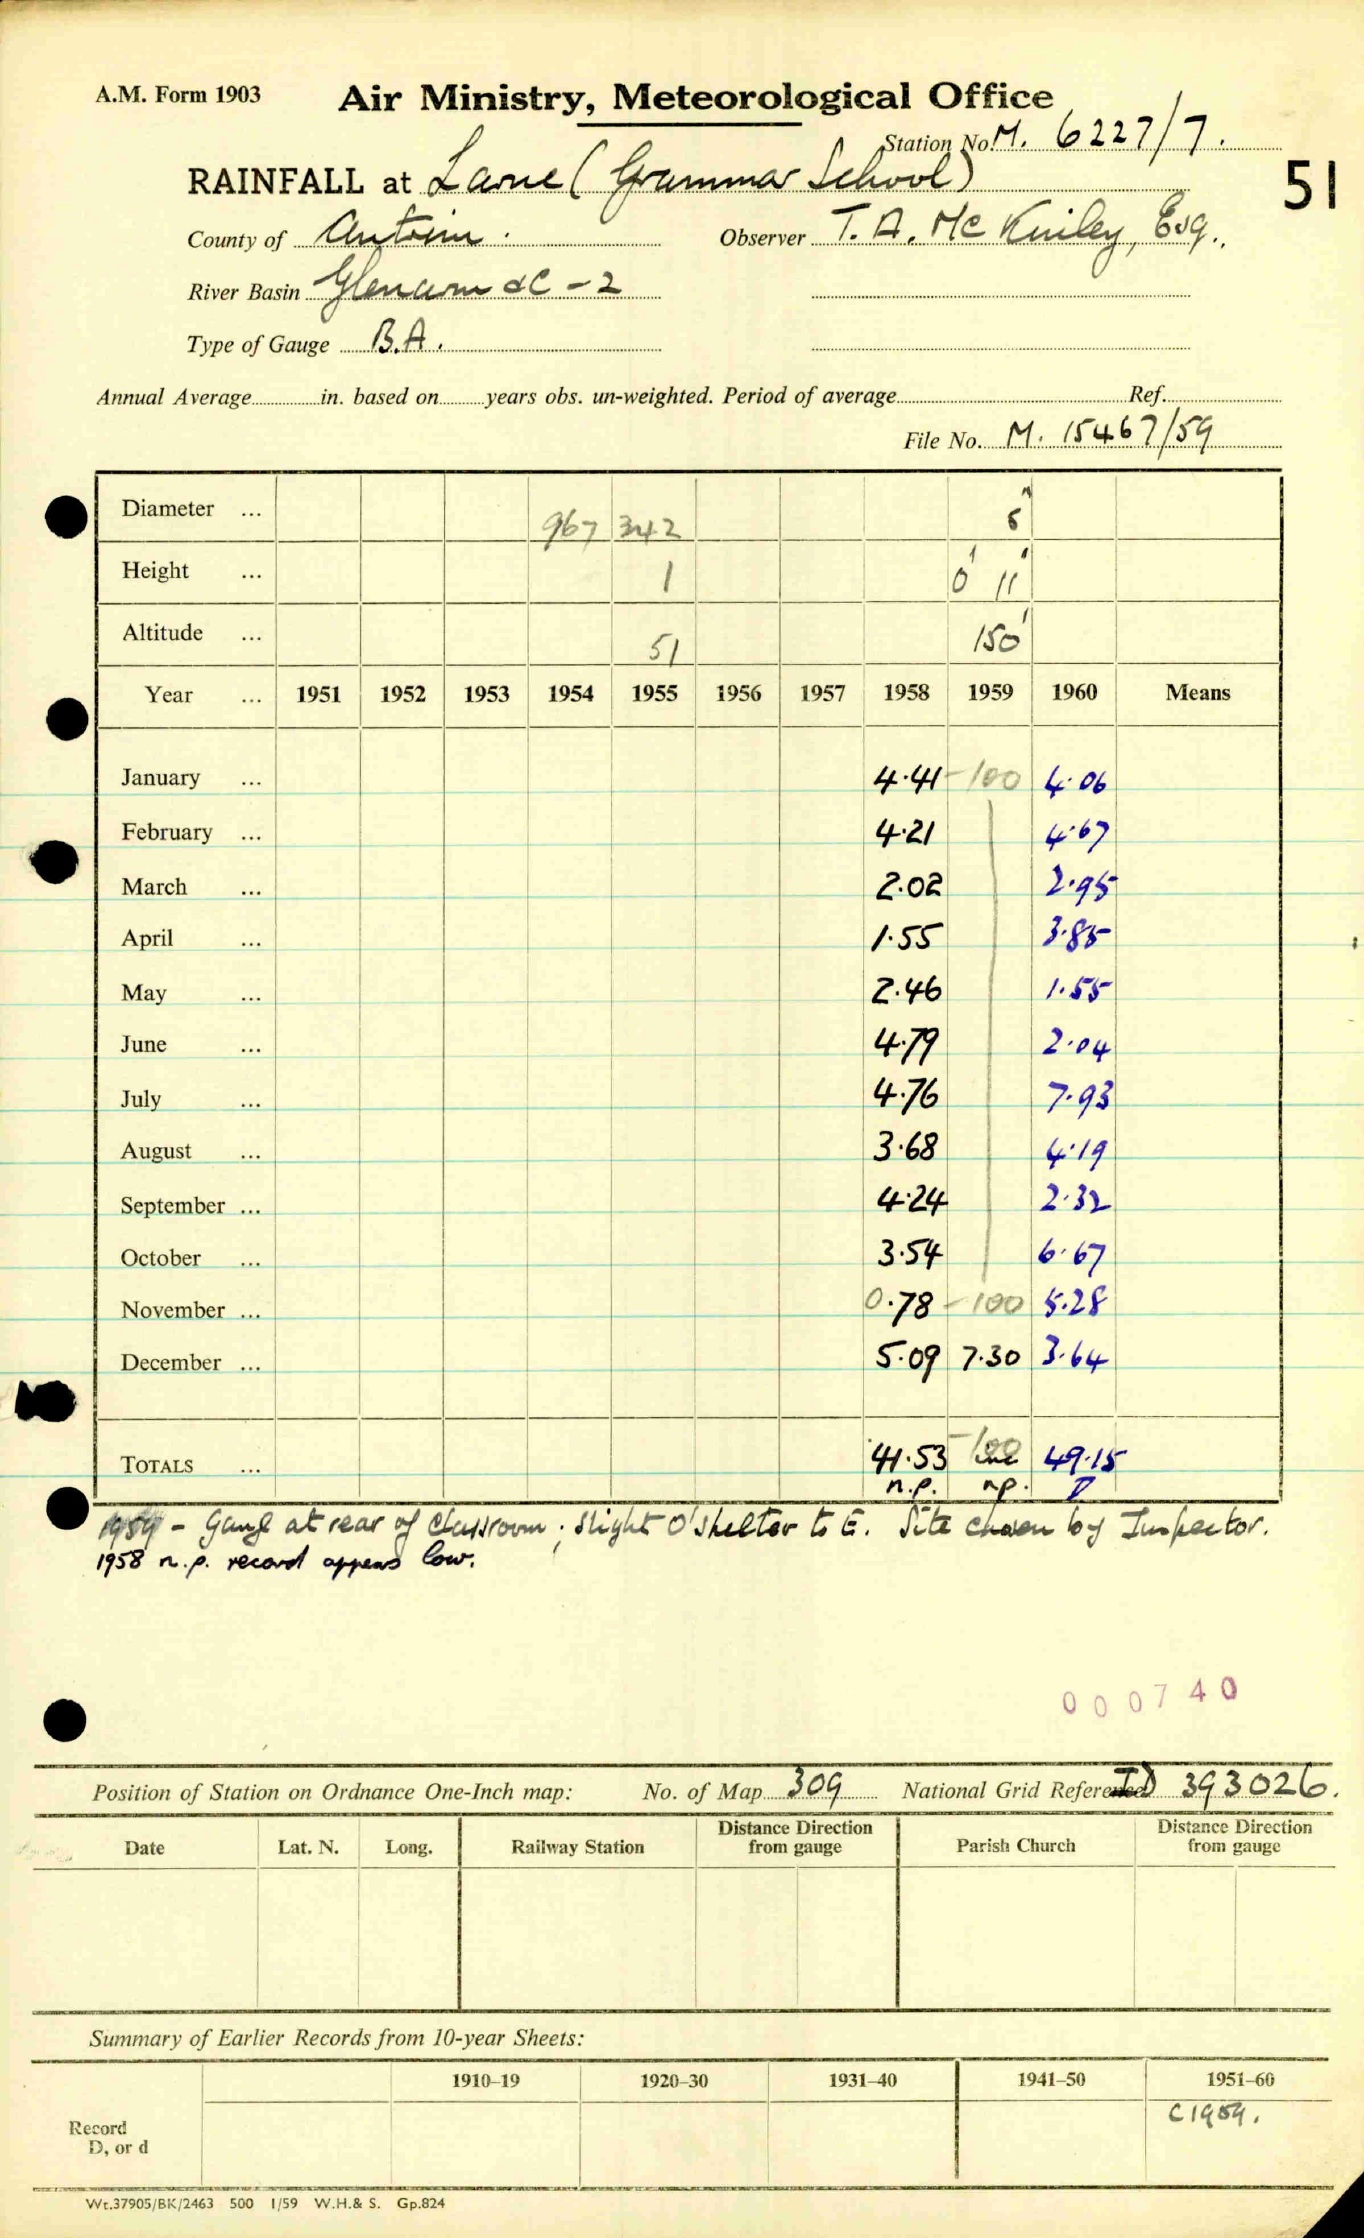 A.M. Form 1903
Air Ministry, Meteorological Office
Station No. M. 6227/7.
RAINFALL at Larne (Grammar School)
51
County of Antrim. Observer T. A. McKinley, Esq.,
River Basin Glenarm &C - 2
Type of Gauge B.A.
Annual Average in. based on years obs. un-weighted. Period of average Ref.
File No. M. 15467/59
Diameter ... 967 342 5"
Height ... 1 0' 11"
Altitude ... 51 150'
Year ... 1951 1952 1953 1954 1955 1956 1957 1958 1959 1960 Means
January ... 4.41 -100 4.06
February ... 4.21 4.67
March ... 2.02 2.95
April ... 1.55 3.85
May ... 2.46 1.55
June ... 4.79 2.04
July ... 4.76 7.93
August ... 3.68 4.19
September ... 4.24 2.32
October ... 3.54 6.67
November ... 0.78 -100 5.28
December ... 5.09 7.30 3.64
TOTALS ... 41.53 -100 49.15
n.p. np. D
1959 - Gauge at rear of classroom; slight O'shelter to E. Site chosen by Inspector.
1958 n.p. record appears low.
000740
Position of Station on Ordnance One-Inch map: No. of Map 309 National Grid Reference ID 393026.
Date Lat. N. Long. Railway Station Distance Direction from gauge Parish Church Distance Direction from gauge
Summary of Earlier Records from 10-year Sheets:
1910–19 1920–30 1931–40 1941–50 1951–60
Record
D, or d
C1959.
Wt.37905/BK/2463 500 1/59 W.H.& S. Gp.824